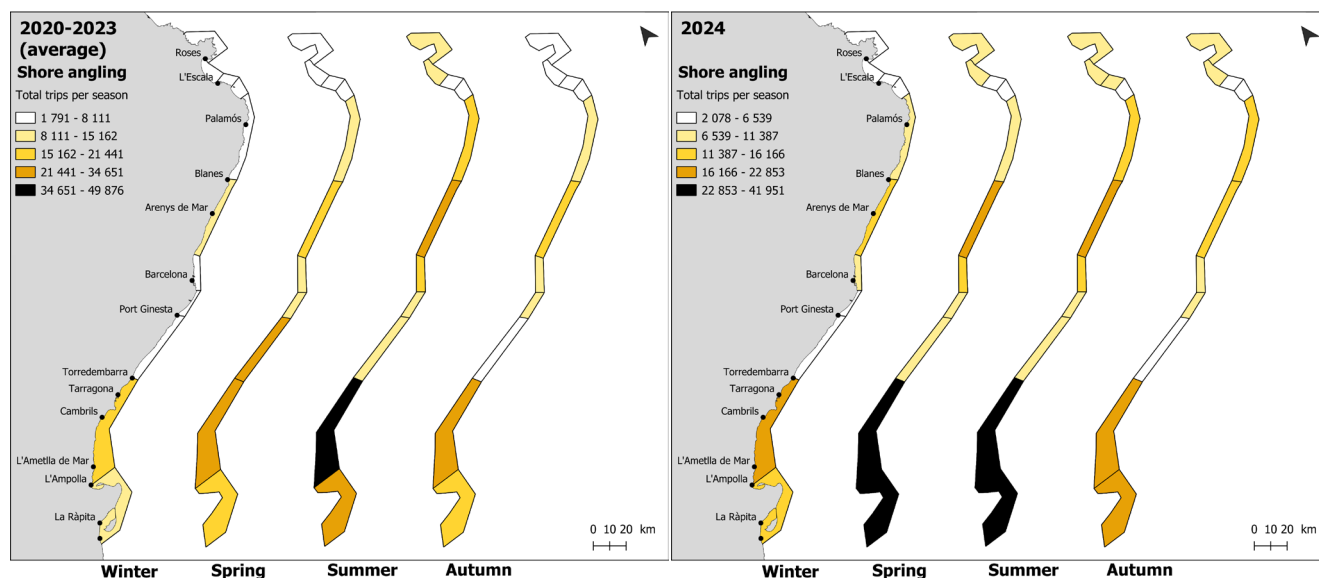 2020-2023
(average)
Shore angling
Total trips per season
1 791 - 8 111
8 111 - 15 162
15 162 - 21 441
21 441 - 34 651
34 651 - 49 876
Roses
L'Escala
Palamós
Blanes
Arenys de Mar
Barcelona
Port Ginesta
Torredembarra
Tarragona
Cambrils
L'Ametlla de Mar
L'Ampolla
La Ràpita
0 10 20 km
Winter Spring Summer Autumn
2024
Shore angling
Total trips per season
2 078 - 6 539
6 539 - 11 387
11 387 - 16 166
16 166 - 22 853
22 853 - 41 951
Roses
L'Escala
Palamós
Blanes
Arenys de Mar
Barcelona
Port Ginesta
Torredembarra
Tarragona
Cambrils
L'Ametlla de Mar
L'Ampolla
La Ràpita
0 10 20 km
Winter Spring Summer Autumn